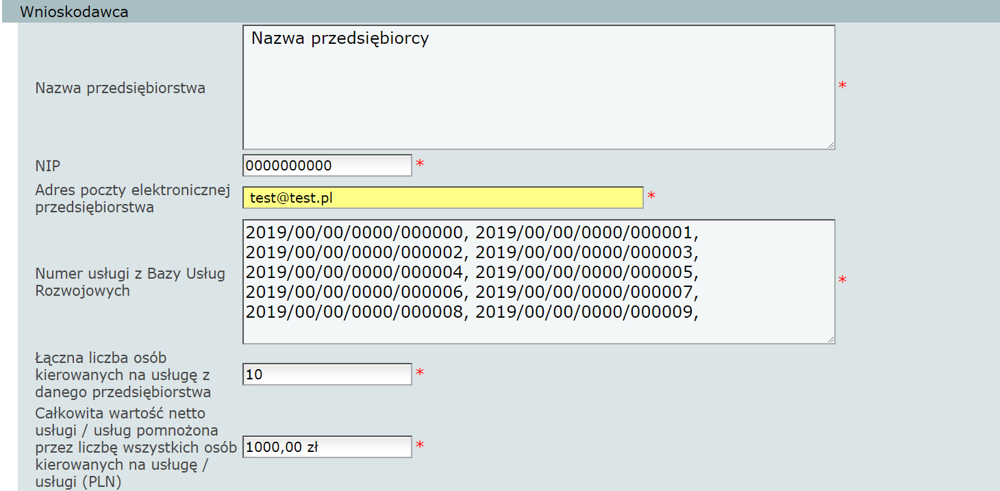 Wnioskodawca
Nazwa przedsiębiorstwa
Nazwa przedsiębiorcy
*
NIP
0000000000
*
Adres poczty elektronicznej
przedsiębiorstwa
test@test.pl
*
Numer usługi z Bazy Usług
Rozwojowych
2019/00/00/0000/000000, 2019/00/00/0000/000001,
2019/00/00/0000/000002, 2019/00/00/0000/000003,
2019/00/00/0000/000004, 2019/00/00/0000/000005,
2019/00/00/0000/000006, 2019/00/00/0000/000007,
2019/00/00/0000/000008, 2019/00/00/0000/000009,
*
Łączna liczba osób
kierowanych na usługę z
danego przedsiębiorstwa
10
*
Całkowita wartość netto
usługi / usług pomnożona
przez liczbę wszystkich osób
kierowanych na usługę /
usługi (PLN)
1000,00 zł
*